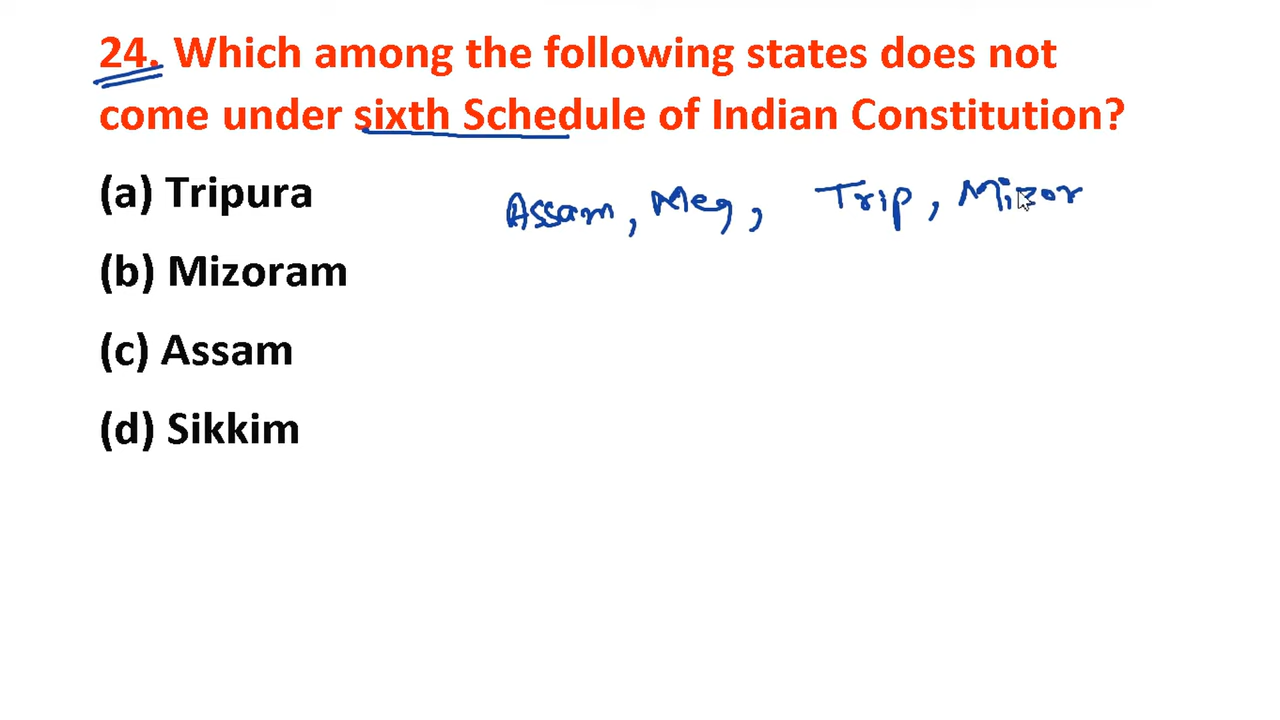 24. Which among the following states does not
come under sixth Schedule of Indian Constitution?
(a) Tripura
Assam, Meg, Trip, Mizor
(b) Mizoram
(c) Assam
(d) Sikkim